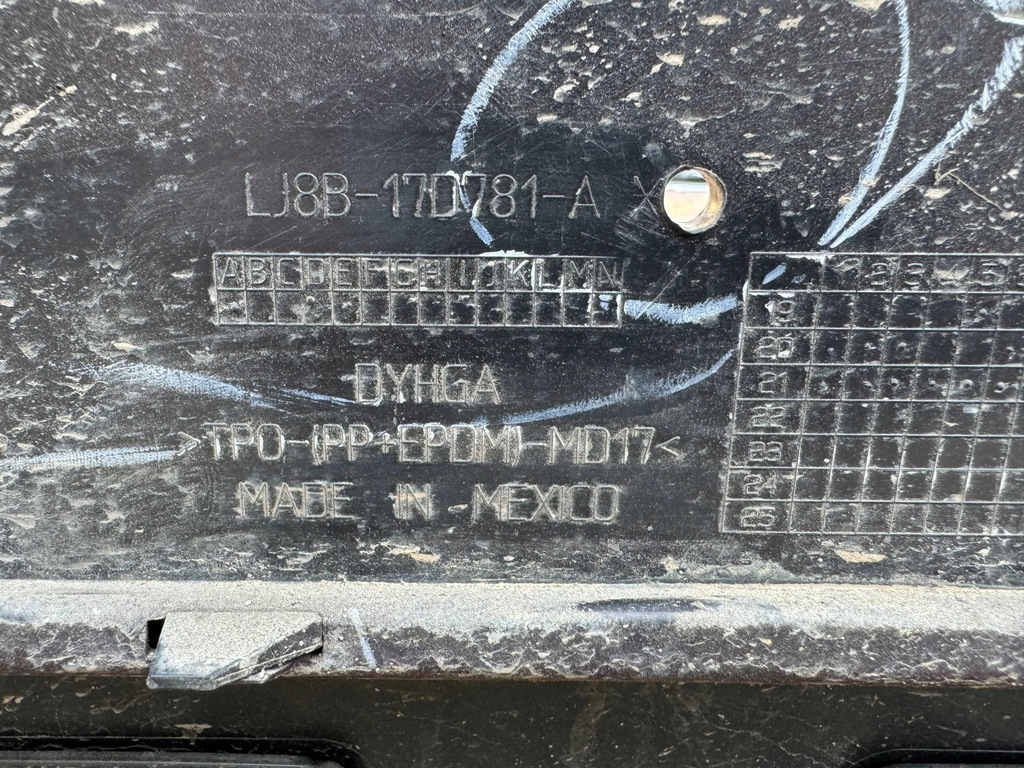 LJ8B-17D781-A X
ABCDEFGHIJKLMN
DYHGA
>TPO-(PP+EPDM)-MD17<
MADE IN MEXICO
19
20
21
22
23
24
25